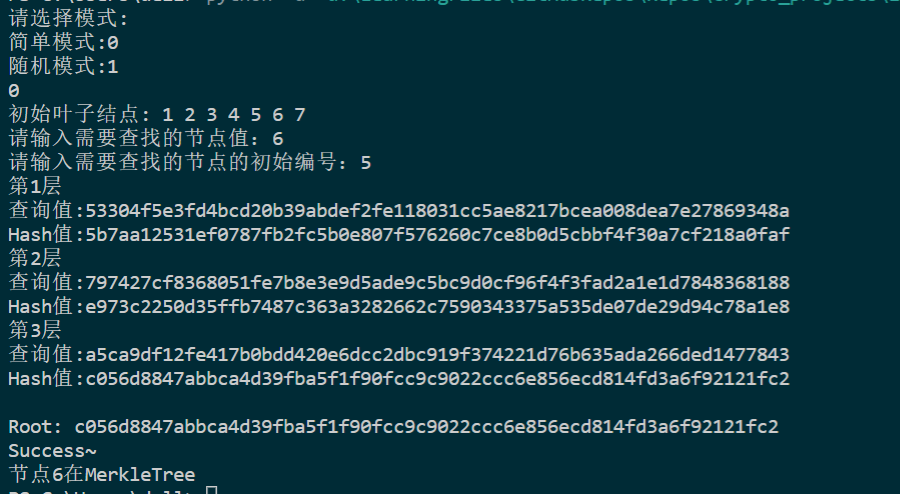 请选择模式:
简单模式:0
随机模式:1
0
初始叶子结点: 1 2 3 4 5 6 7
请输入需要查找的节点值: 6
请输入需要查找的节点的初始编号: 5
第1层
查询值:53304f5e3fd4bcd20b39abdef2fe118031cc5ae8217bcea008dea7e27869348a
Hash值:5b7aa12531ef0787fb2fc5b0e807f576260c7ce8b0d5cbbf4f30a7cf218a0faf
第2层
查询值:797427cf8368051fe7b8e3e9d5ade9c5bc9d0cf96f4f3fad2a1e1d7848368188
Hash值:e973c2250d35ffb7487c363a3282662c7590343375a535de07de29d94c78a1e8
第3层
查询值:a5ca9df12fe417b0bdd420e6dcc2dbc919f374221d76b635ada266ded1477843
Hash值:c056d8847abbca4d39fba5f1f90fcc9c9022ccc6e856ecd814fd3a6f92121fc2
Root: c056d8847abbca4d39fba5f1f90fcc9c9022ccc6e856ecd814fd3a6f92121fc2
Success~
节点6在MerkleTree